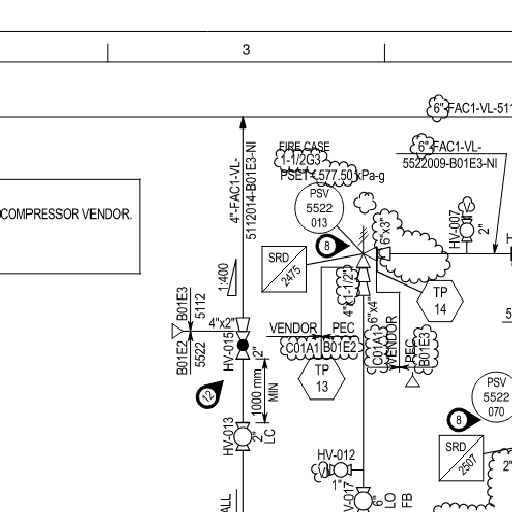 3
6"-FAC1-VL-511
6"-FAC1-VL-
5522009-B01E3-NI
FIRE CASE
1-1/2G3
PSET 577.50 kPa-g
PSV
5522
013
4"-FAC1-VL-
5112014-B01E3-NI
COMPRESSOR VENDOR.
HV-007
2"
6"x3"
8
SRD
2475
1:400
TP
14
4"
1-1/2"
6"x4"
B01E3
5112
B01E2
5522
4"x2"
HV-015
2"
VENDOR
PEC
C01A1
B01E2
TP
13
C01A1
VENDOR
PEC
B01E3
12
1000 mm
MIN
HV-013
2"
LC
PSV
5522
070
8
SRD
2507
HV-012
1"
V-017
6"
LO
FB
2"
ALL
5
H